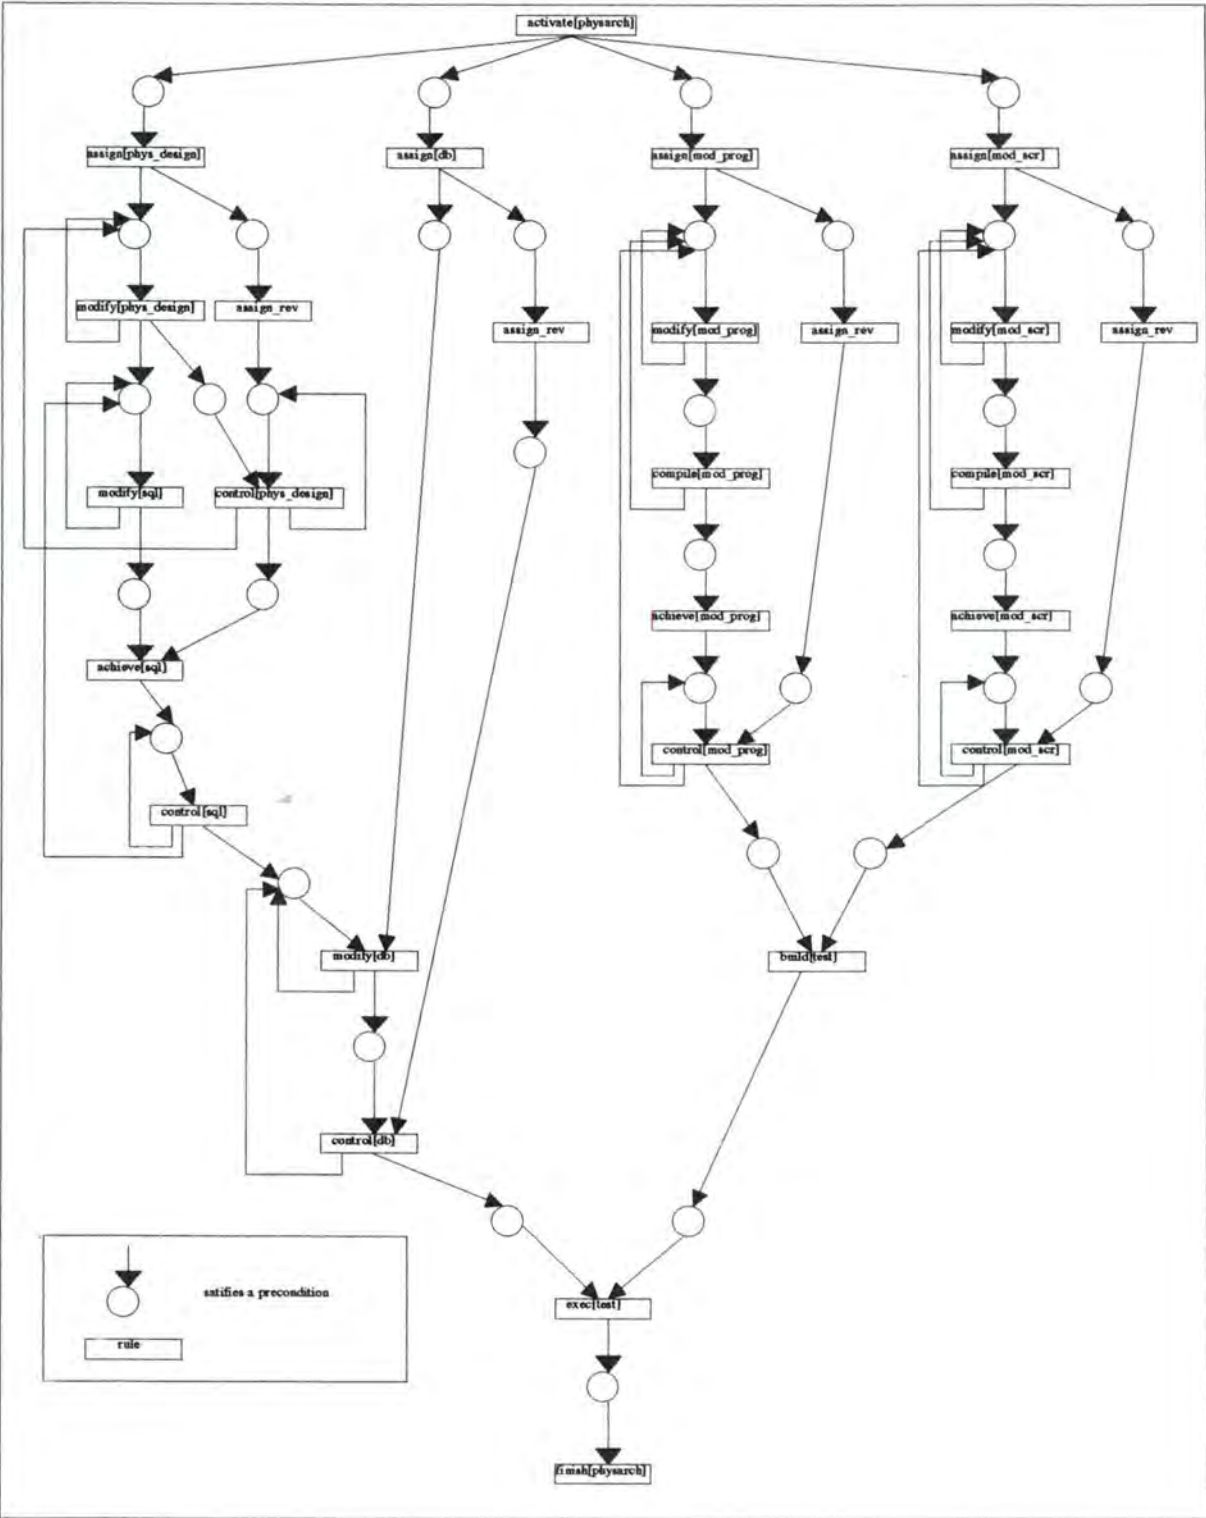 activate[physarch]
assign[phys_design]
assign[db]
assign[mod_prog]
assign[mod_scr]
modify[phys_design]
assign_rev
assign_rev
modify[mod_prog]
assign_rev
modify[mod_scr]
assign_rev
compile[mod_prog]
compile[mod_scr]
modify[sql]
control[phys_design]
achieve[mod_prog]
achieve[mod_scr]
achieve[sql]
control[mod_prog]
control[mod_scr]
control[sql]
modify[db]
build[test]
control[db]
satifies a precondition
exec[test]
rule
finish[physarch]